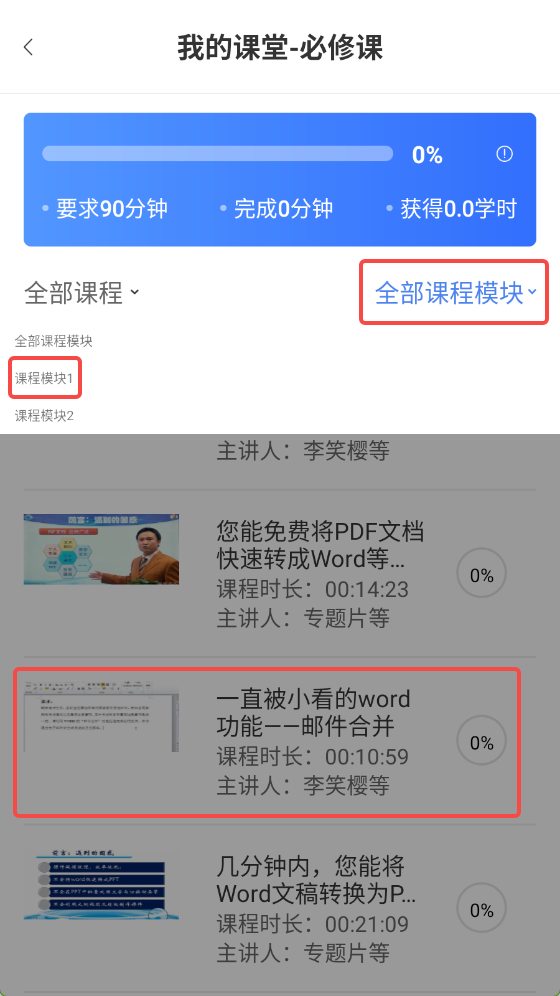 我的课堂-必修课
0%
要求90分钟
完成0分钟
获得0.0学时
全部课程
全部课程模块
全部课程模块
课程模块1
课程模块2
主讲人：李笑樱等
您能免费将PDF文档
快速转成Word等...
课程时长：00:14:23
主讲人：专题片等
0%
一直被小看的word
功能——邮件合并
课程时长：00:10:59
主讲人：李笑樱等
0%
几分钟内，您能将
Word文稿转换为P...
课程时长：00:21:09
主讲人：专题片等
0%